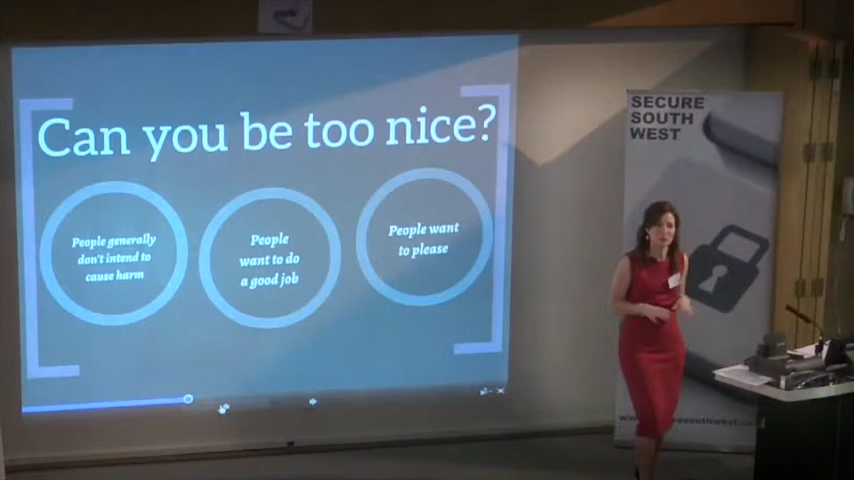 Can you be too nice?
People generally
don't intend to
cause harm
People
want to do
a good job
People want
to please
SECURE
SOUTH
WEST